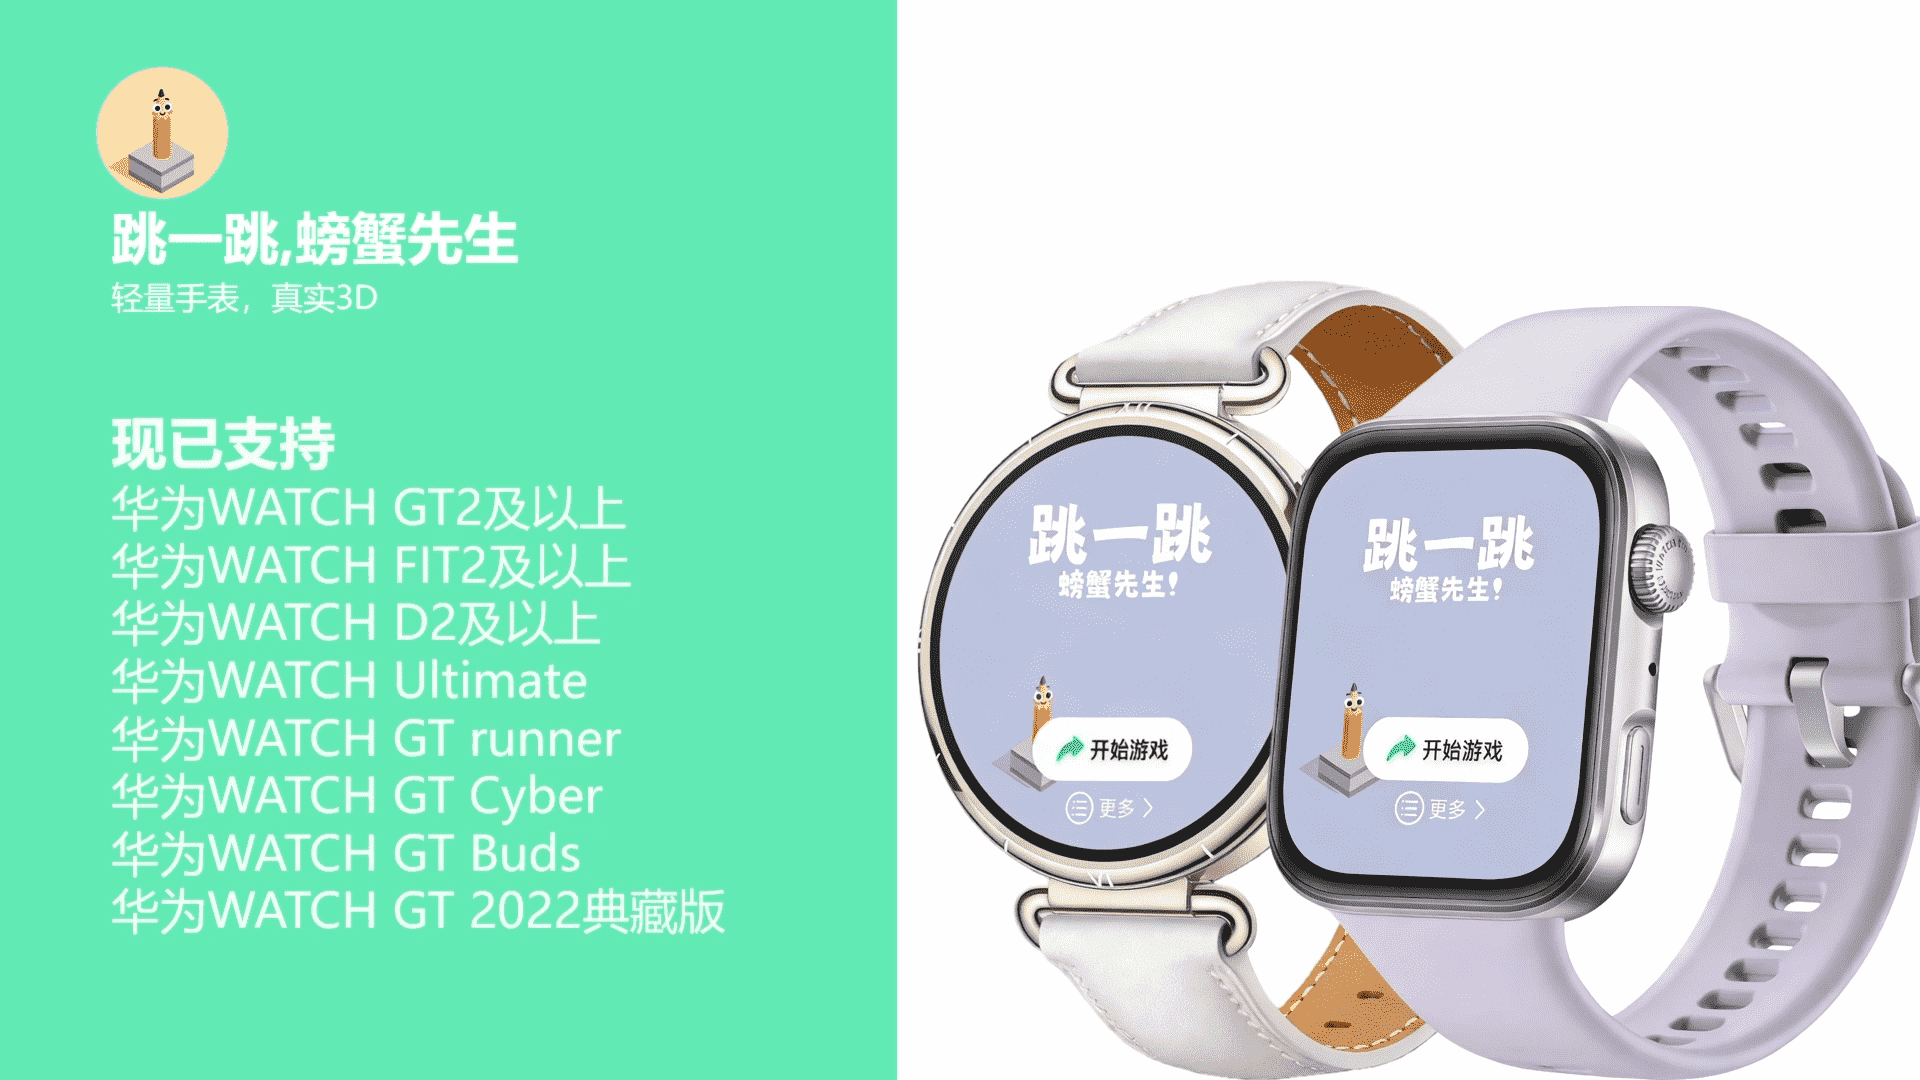 跳一跳,螃蟹先生
轻量手表，真实3D
现已支持
华为WATCH GT2及以上
华为WATCH FIT2及以上
华为WATCH D2及以上
华为WATCH Ultimate
华为WATCH GT runner
华为WATCH GT Cyber
华为WATCH GT Buds
华为WATCH GT 2022典藏版
跳一跳
螃蟹先生!
开始游戏
更多
跳一跳
螃蟹先生!
开始游戏
更多